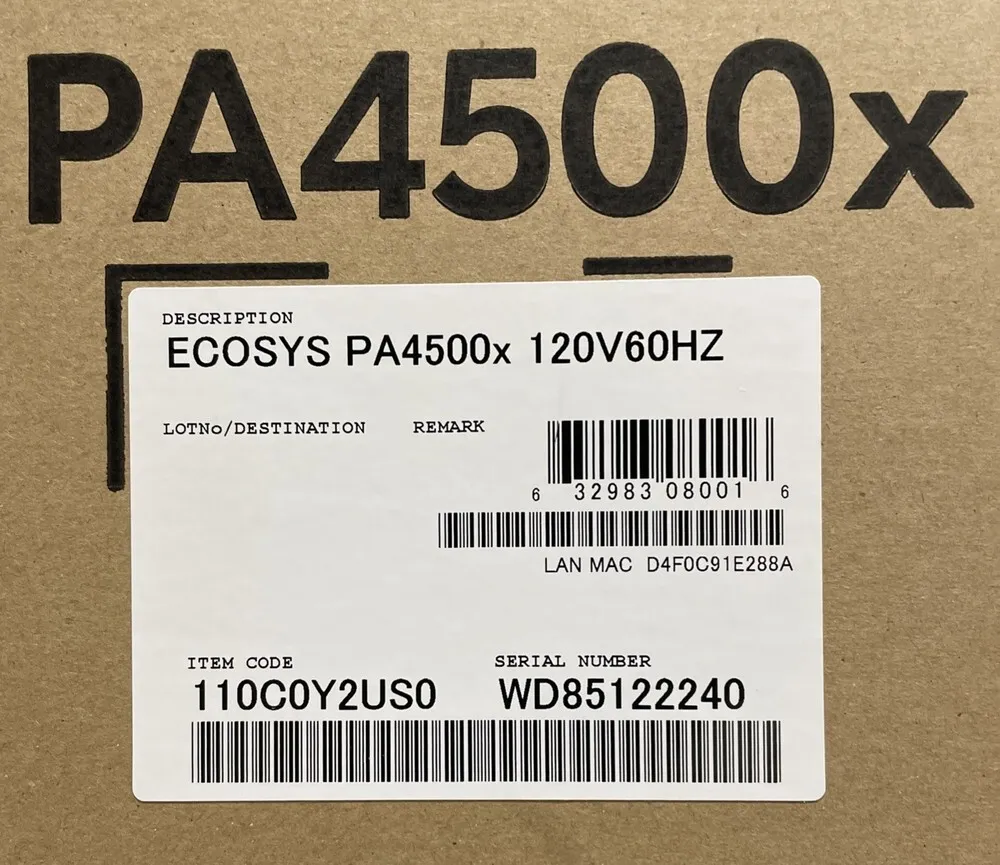 PA4500x
DESCRIPTION
ECOSYS PA4500x 120V60HZ
LOTNo/DESTINATION REMARK
6 32983 08001 6
LAN MAC D4F0C91E288A
ITEM CODE SERIAL NUMBER
110C0Y2US0 WD85122240